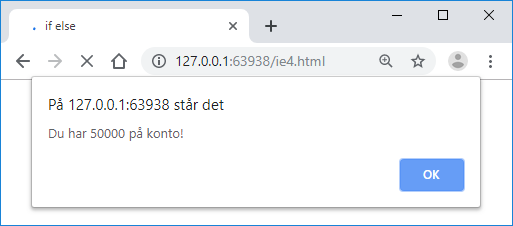 if else
127.0.0.1:63938/ie4.html
På 127.0.0.1:63938 står det
Du har 50000 på konto!
OK